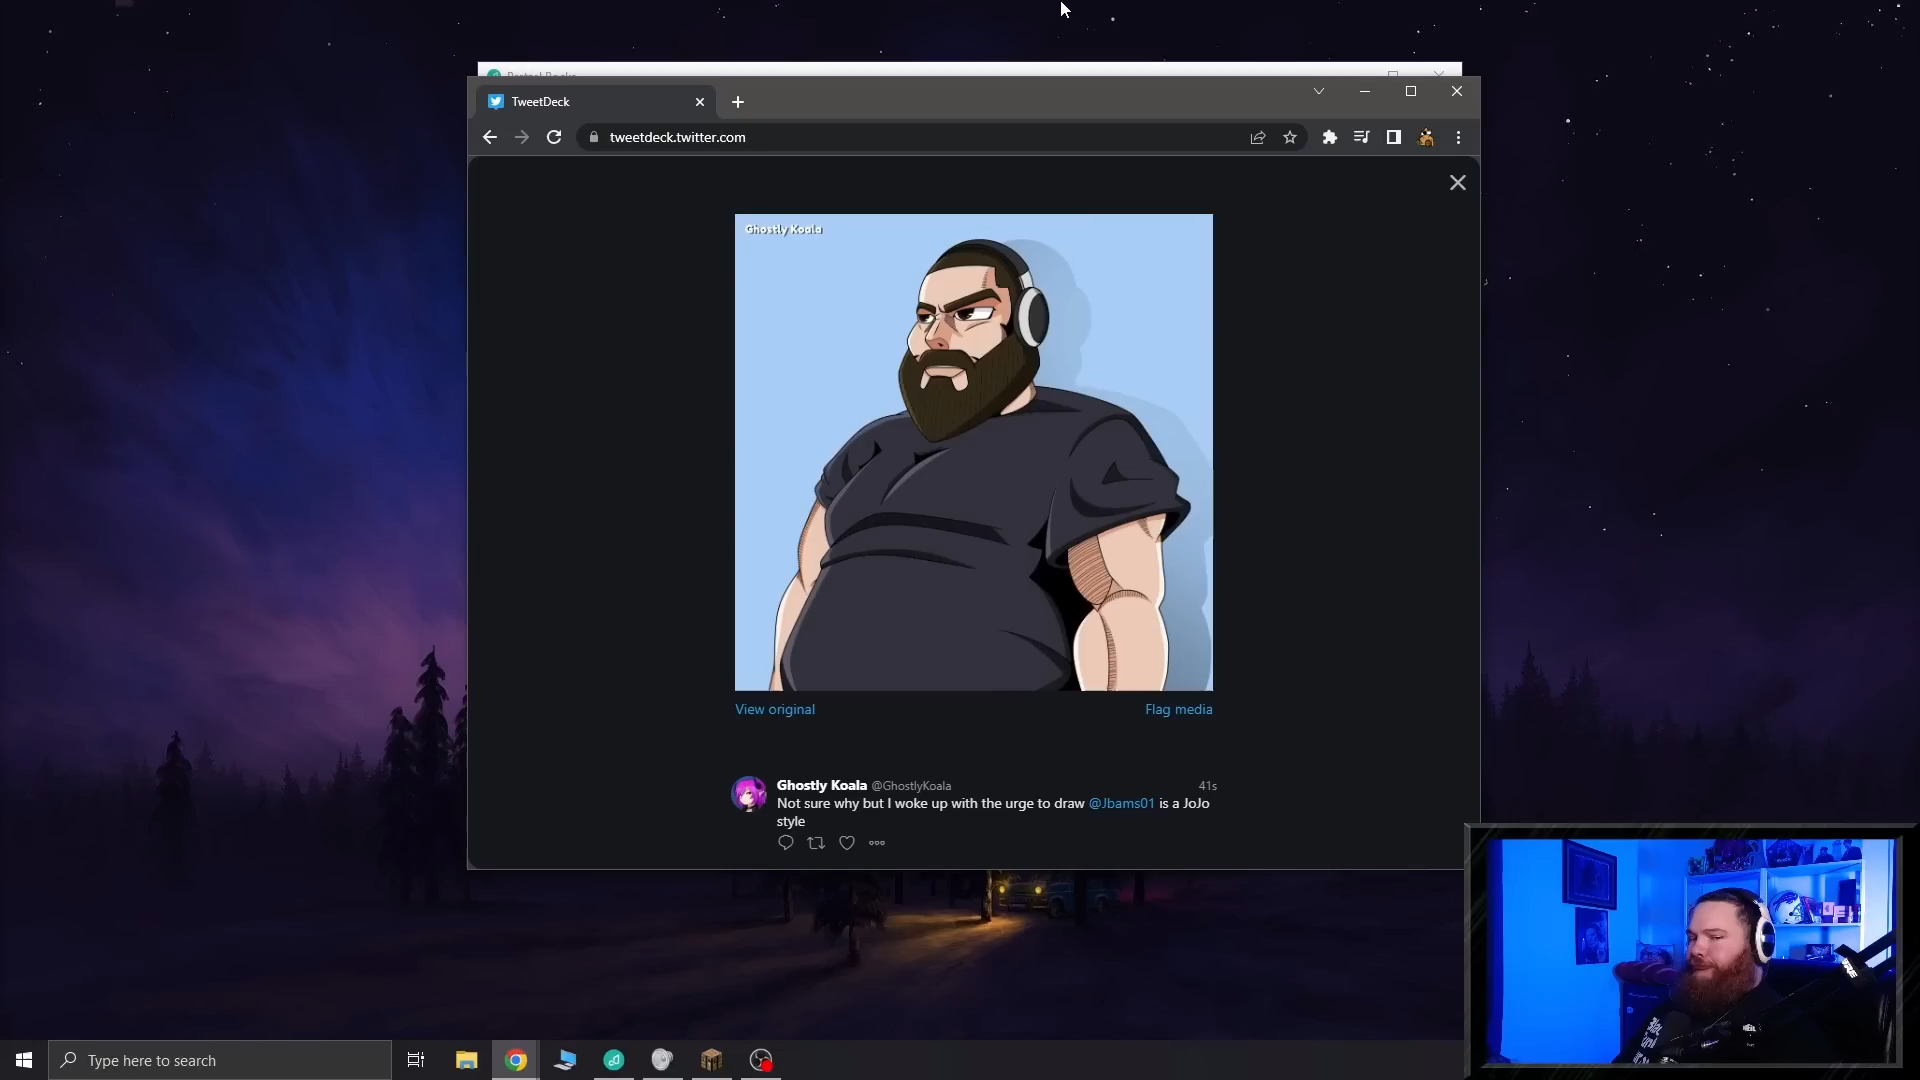 TweetDeck
tweetdeck.twitter.com
Ghostly Koala
View original
Flag media
Ghostly Koala @GhostlyKoala
41s
Not sure why but I woke up with the urge to draw @Jbams01 is a JoJo
style
Type here to search